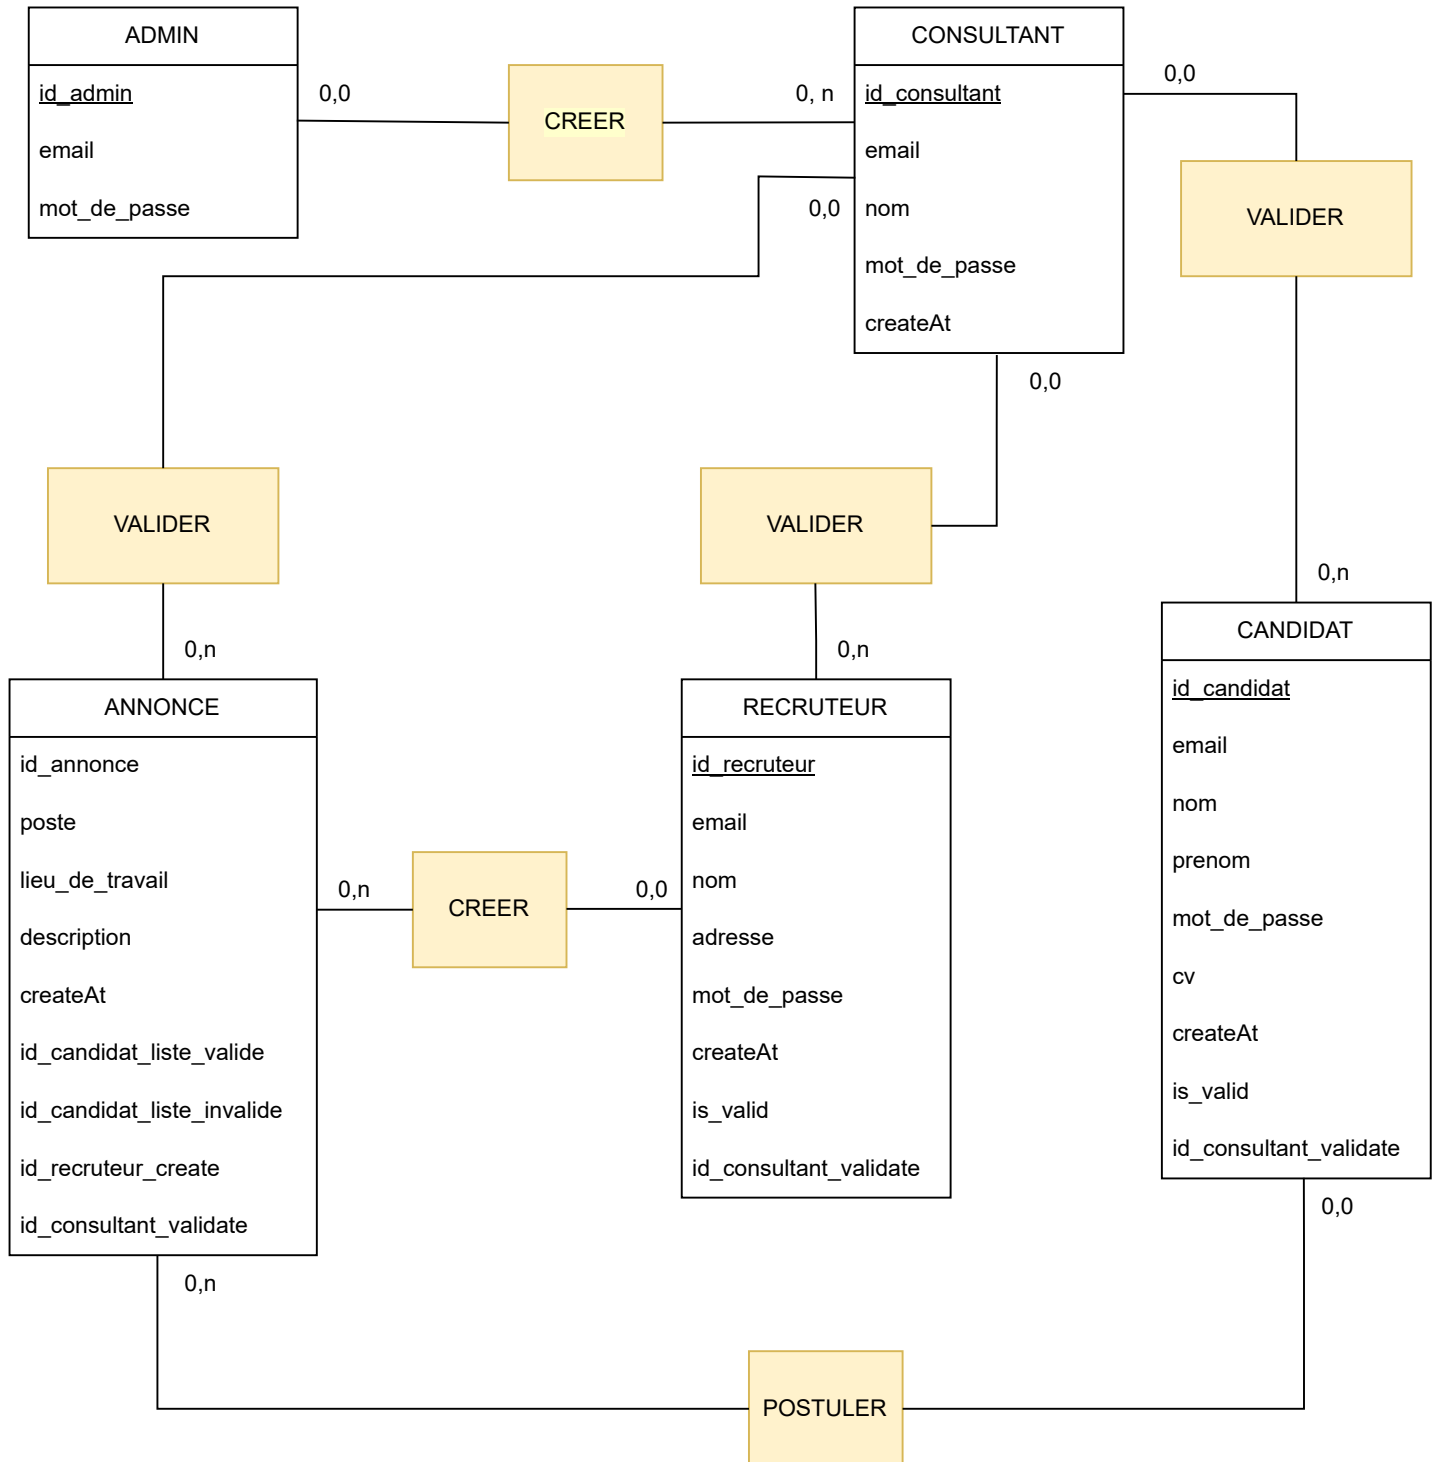 ADMIN
id_admin
email
mot_de_passe
0,0
CREER
0, n
CONSULTANT
id_consultant
email
nom
mot_de_passe
createAt
0,0
VALIDER
0,0
0,0
VALIDER
VALIDER
0,n
0,n
0,n
ANNONCE
id_annonce
poste
lieu_de_travail
description
createAt
id_candidat_liste_valide
id_candidat_liste_invalide
id_recruteur_create
id_consultant_validate
0,n
CREER
0,0
RECRUTEUR
id_recruteur
email
nom
adresse
mot_de_passe
createAt
is_valid
id_consultant_validate
CANDIDAT
id_candidat
email
nom
prenom
mot_de_passe
cv
createAt
is_valid
id_consultant_validate
0,0
0,n
POSTULER